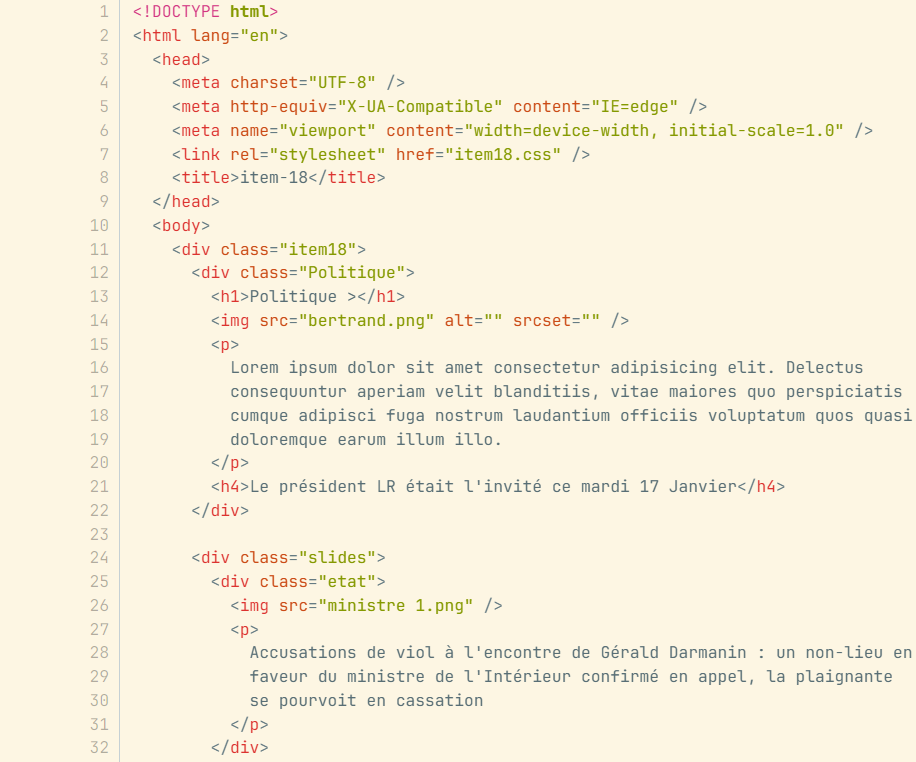 1 <!DOCTYPE html>
2 <html lang="en">
3   <head>
4     <meta charset="UTF-8" />
5     <meta http-equiv="X-UA-Compatible" content="IE=edge" />
6     <meta name="viewport" content="width=device-width, initial-scale=1.0" />
7     <link rel="stylesheet" href="item18.css" />
8     <title>item-18</title>
9   </head>
10   <body>
11     <div class="item18">
12       <div class="Politique">
13         <h1>Politique ></h1>
14         <img src="bertrand.png" alt="" srcset="" />
15         <p>
16           Lorem ipsum dolor sit amet consectetur adipisicing elit. Delectus
17           consequuntur aperiam velit blanditiis, vitae maiores quo perspiciatis
18           cumque adipisci fuga nostrum laudantium officiis voluptatum quos quasi
19           doloremque earum illum illo.
20         </p>
21         <h4>Le président LR était l'invité ce mardi 17 Janvier</h4>
22       </div>
23
24       <div class="slides">
25         <div class="etat">
26           <img src="ministre 1.png" />
27           <p>
28             Accusations de viol à l'encontre de Gérald Darmanin : un non-lieu en
29             faveur du ministre de l'Intérieur confirmé en appel, la plaignante
30             se pourvoit en cassation
31           </p>
32         </div>